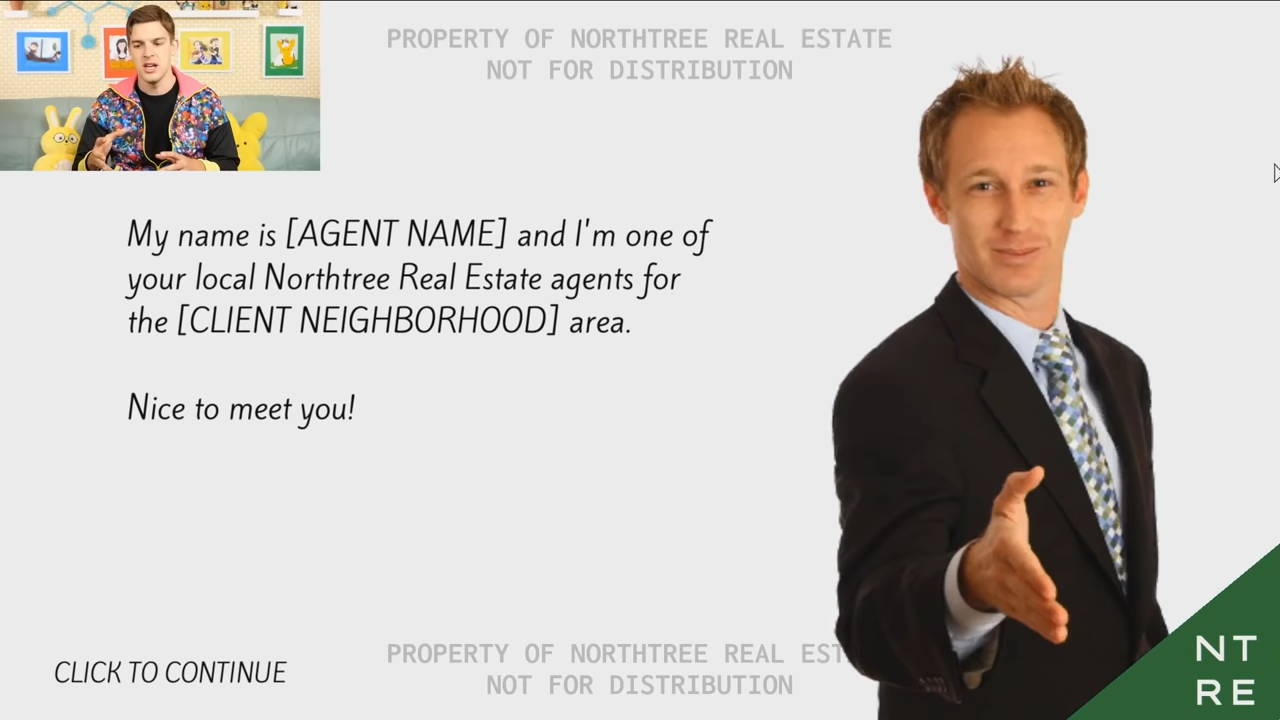 PROPERTY OF NORTHTREE REAL ESTATE
NOT FOR DISTRIBUTION
My name is [AGENT NAME] and I'm one of
your local Northtree Real Estate agents for
the [CLIENT NEIGHBORHOOD] area.
Nice to meet you!
CLICK TO CONTINUE
PROPERTY OF NORTHTREE REAL EST
NOT FOR DISTRIBUTION
NT
RE